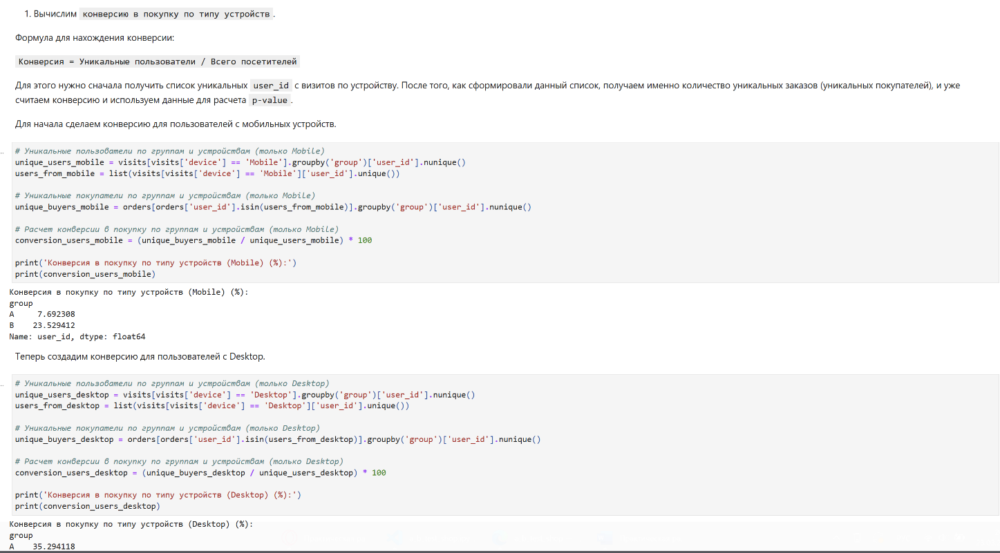 1. Вычислим конверсию в покупку по типу устройств.
Формула для нахождения конверсии:
Конверсия = Уникальные пользователи / Всего посетителей
Для этого нужно сначала получить список уникальных user_id с визитов по устройству. После того, как сформировали данный список, получаем именно количество уникальных заказов (уникальных покупателей), и уже
считаем конверсию и используем данные для расчета p-value .
Для начала сделаем конверсию для пользователей с мобильных устройств.
# Уникальные пользователи по группам и устройствам (только Mobile)
unique_users_mobile = visits[visits['device'] == 'Mobile'].groupby('group')['user_id'].nunique()
users_from_mobile = list(visits[visits['device'] == 'Mobile']['user_id'].unique())
# Уникальные покупатели по группам и устройствам (только Mobile)
unique_buyers_mobile = orders[orders['user_id'].isin(users_from_mobile)].groupby('group')['user_id'].nunique()
# Расчет конверсии в покупку по группам и устройствам (только Mobile)
conversion_users_mobile = (unique_buyers_mobile / unique_users_mobile) * 100
print('Конверсия в покупку по типу устройств (Mobile) (%):')
print(conversion_users_mobile)
Конверсия в покупку по типу устройств (Mobile) (%):
group
A     7.692308
B    23.529412
Name: user_id, dtype: float64
Теперь создадим конверсию для пользователей с Desktop.
# Уникальные пользователи по группам и устройствам (только Desktop)
unique_users_desktop = visits[visits['device'] == 'Desktop'].groupby('group')['user_id'].nunique()
users_from_desktop = list(visits[visits['device'] == 'Desktop']['user_id'].unique())
# Уникальные покупатели по группам и устройствам (только Desktop)
unique_buyers_desktop = orders[orders['user_id'].isin(users_from_desktop)].groupby('group')['user_id'].nunique()
# Расчет конверсии в покупку по группам и устройствам (только Desktop)
conversion_users_desktop = (unique_buyers_desktop / unique_users_desktop) * 100
print('Конверсия в покупку по типу устройств (Desktop) (%):')
print(conversion_users_desktop)
Конверсия в покупку по типу устройств (Desktop) (%):
group
A    35.294118